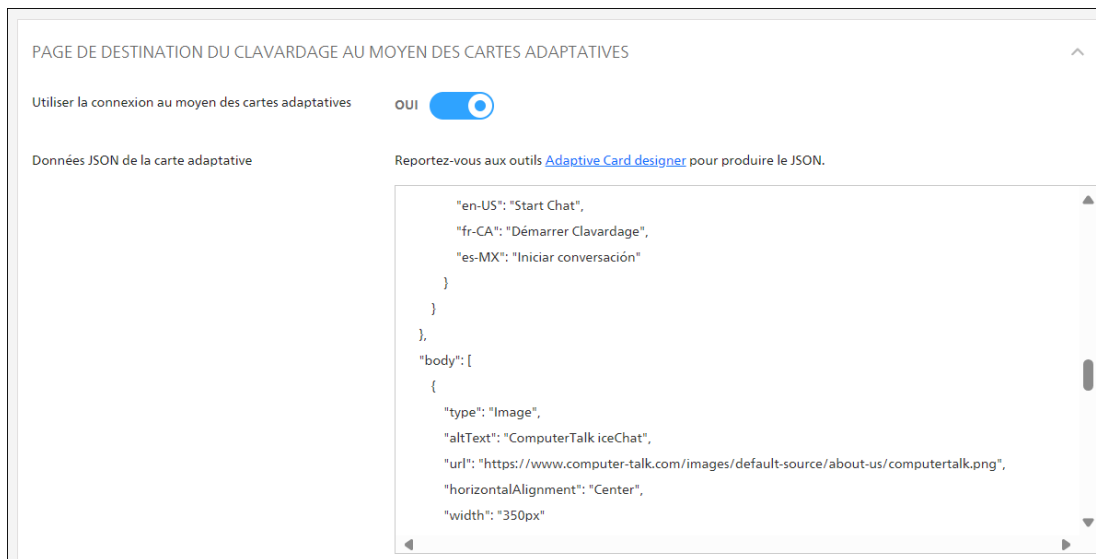 PAGE DE DESTINATION DU CLAVARDAGE AU MOYEN DES CARTES ADAPTATIVES
Utiliser la connexion au moyen des cartes adaptatives
OUI
Données JSON de la carte adaptative
Reportez-vous aux outils Adaptive Card designer pour produire le JSON.
"en-US": "Start Chat",
"fr-CA": "Démarrer Clavardage",
"es-MX": "Iniciar conversación"
}
}
},
"body": [
{
"type": "Image",
"altText": "ComputerTalk iceChat",
"url": "https://www.computer-talk.com/images/default-source/about-us/computertalk.png",
"horizontalAlignment": "Center",
"width": "350px"